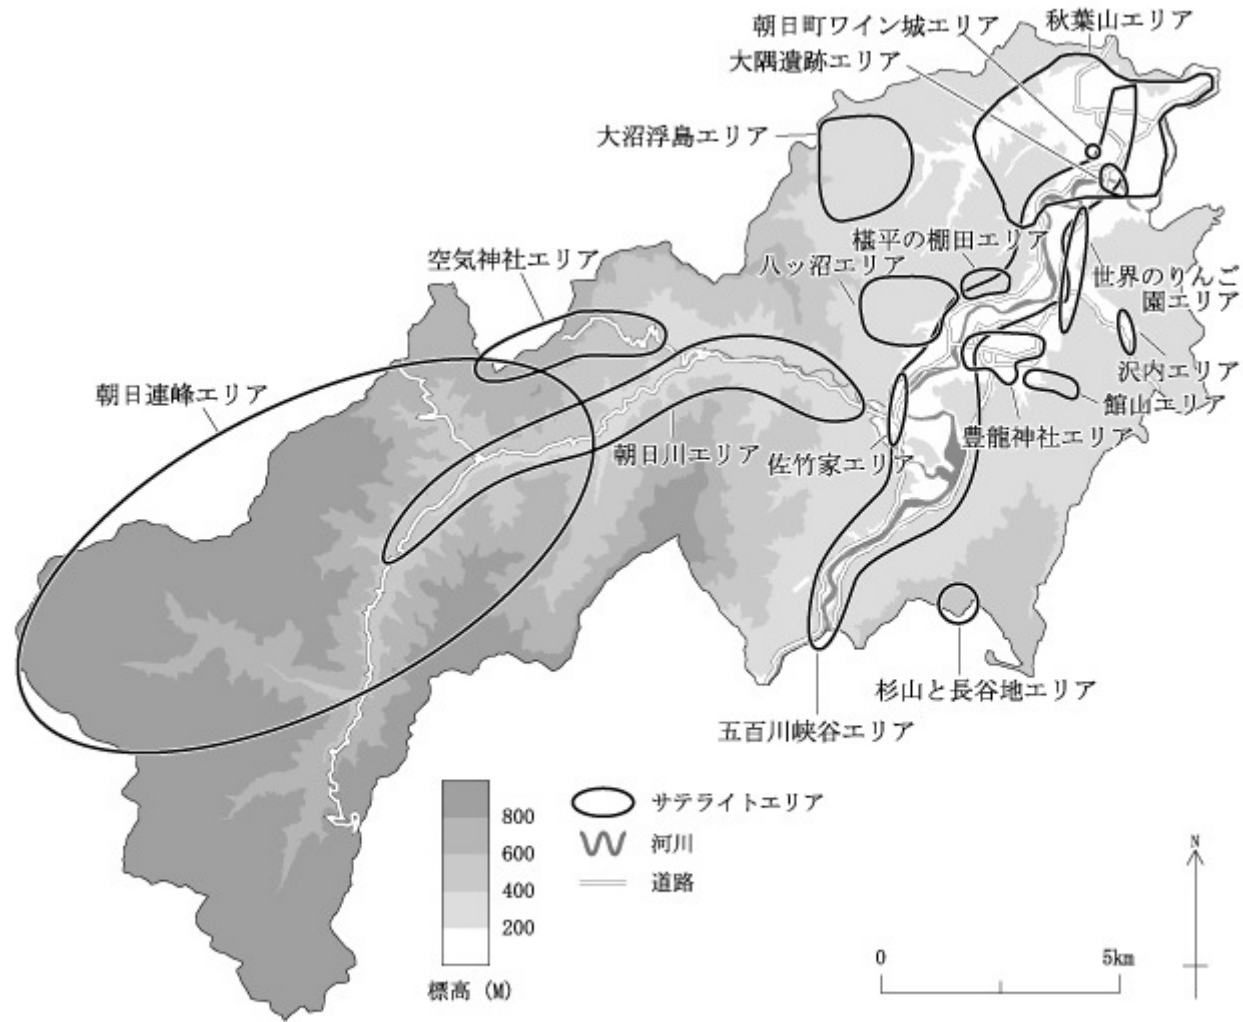 秋葉山エリア
朝日町ワイン城エリア
大隅遺跡エリア
大沼浮島エリア
椹平の棚田エリア
空気神社エリア
八ッ沼エリア
世界のりんご
園エリア
沢内エリア
朝日連峰エリア
館山エリア
豊龍神社エリア
朝日川エリア
佐竹家エリア
杉山と長谷地エリア
五百川峡谷エリア
800
600
400
200
標高 (M)
サテライトエリア
河川
道路
N
0
5km